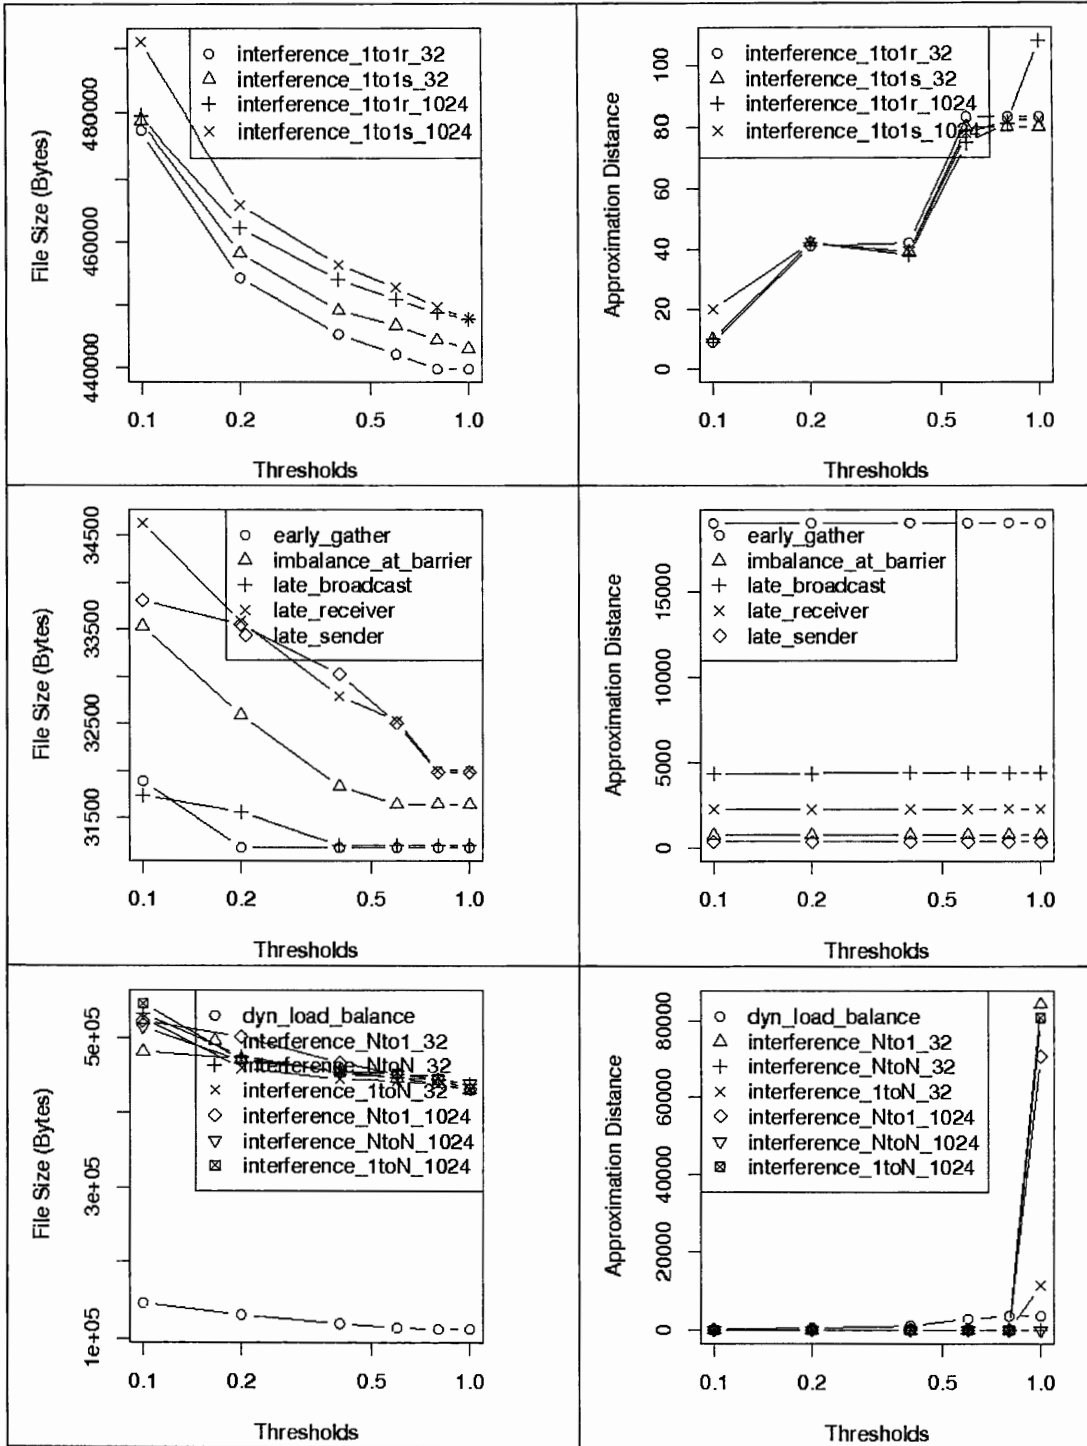 File Size (Bytes)
480000
460000
440000
interference_1to1r_32
interference_1to1s_32
interference_1to1r_1024
interference_1to1s_1024
0.1 0.2 0.5 1.0
Thresholds
Approximation Distance
100
80
60
40
20
0
interference_1to1r_32
interference_1to1s_32
interference_1to1r_1024
interference_1to1s_1024
0.1 0.2 0.5 1.0
Thresholds
File Size (Bytes)
34500
33500
32500
31500
early_gather
imbalance_at_barrier
late_broadcast
late_receiver
late_sender
0.1 0.2 0.5 1.0
Thresholds
Approximation Distance
15000
5000
0
early_gather
imbalance_at_barrier
late_broadcast
late_receiver
late_sender
0.1 0.2 0.5 1.0
Thresholds
File Size (Bytes)
5e+05
3e+05
1e+05
dyn_load_balance
interference_Nto1_32
interference_NtoN_32
interference_1toN_32
interference_Nto1_1024
interference_NtoN_1024
interference_1toN_1024
0.1 0.2 0.5 1.0
Thresholds
Approximation Distance
80000
60000
40000
20000
0
dyn_load_balance
interference_Nto1_32
interference_NtoN_32
interference_1toN_32
interference_Nto1_1024
interference_NtoN_1024
interference_1toN_1024
0.1 0.2 0.5 1.0
Thresholds